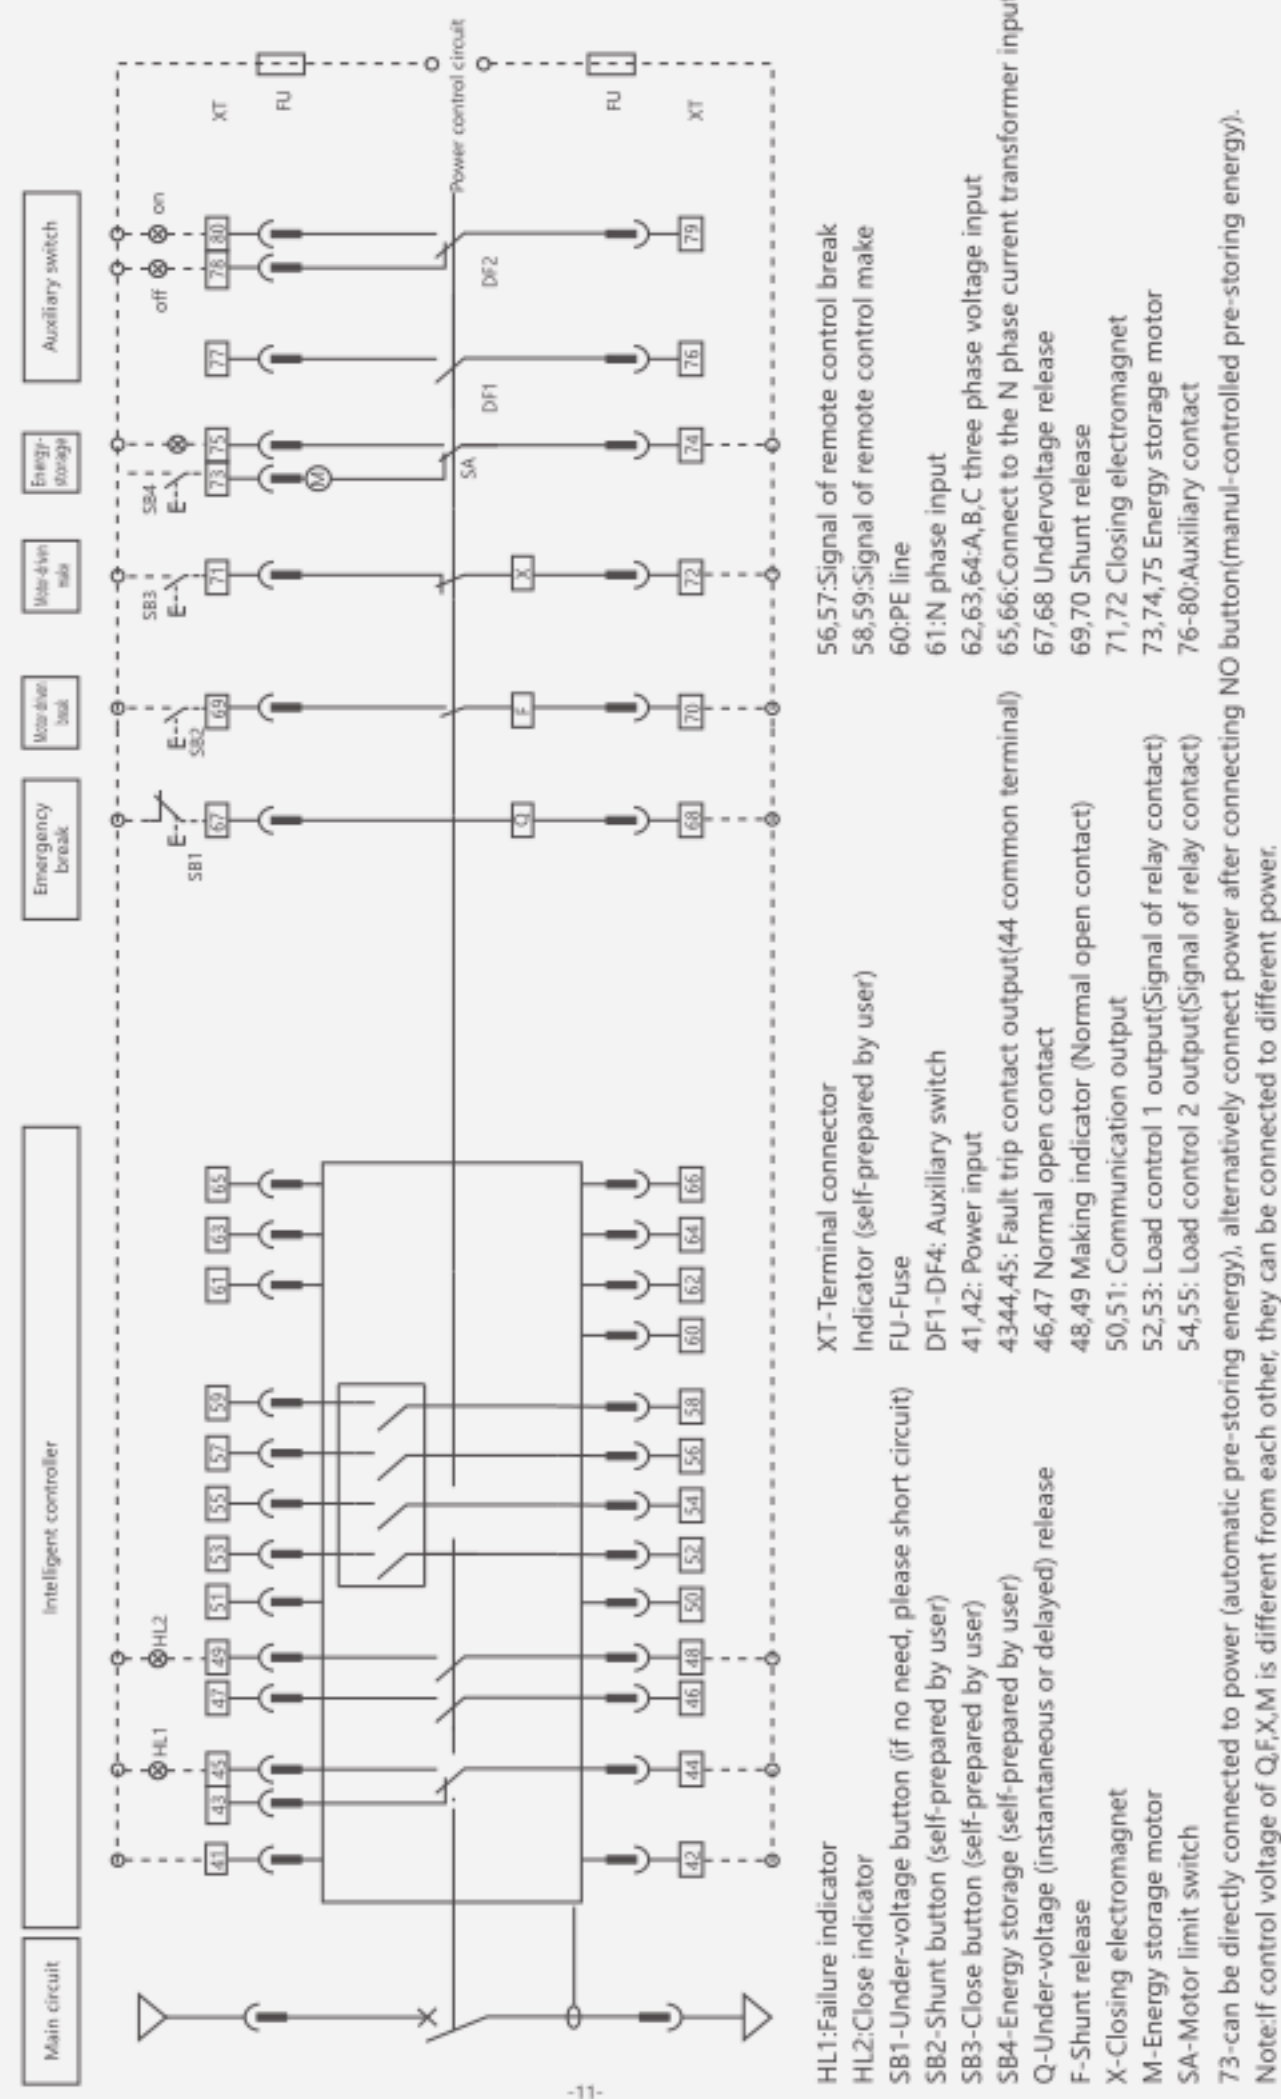 Main circuit
Intelligent controller
Emergency
break
Motor-driven
break
Motor-driven
make
Energy-
storage
Auxiliary switch
HL1
HL2
SB1
SB2
SB3
SB4
off
on
41
43
45
47
49
51
53
55
57
59
61
63
65
67
69
71
73
75
77
78
80
XT
FU
M
SA
DF1
DF2
Power control circuit
Q
F
X
FU
42
44
46
48
50
52
54
56
58
60
62
64
66
68
70
72
74
76
79
XT
HL1:Failure indicator
HL2:Close indicator
SB1-Under-voltage button (if no need, please short circuit)
SB2-Shunt button (self-prepared by user)
SB3-Close button (self-prepared by user)
SB4-Energy storage (self-prepared by user)
Q-Under-voltage (instantaneous or delayed) release
F-Shunt release
X-Closing electromagnet
M-Energy storage motor
SA-Motor limit switch
XT-Terminal connector
Indicator (self-prepared by user)
FU-Fuse
DF1-DF4: Auxiliary switch
41,42: Power input
4344,45: Fault trip contact output(44 common terminal)
46,47 Normal open contact
48,49 Making indicator (Normal open contact)
50,51: Communication output
52,53: Load control 1 output(Signal of relay contact)
54,55: Load control 2 output(Signal of relay contact)
56,57:Signal of remote control break
58,59:Signal of remote control make
60:PE line
61:N phase input
62,63,64:A,B,C three phase voltage input
65,66:Connect to the N phase current transformer input
67,68 Undervoltage release
69,70 Shunt release
71,72 Closing electromagnet
73,74,75 Energy storage motor
76-80:Auxiliary contact
73-can be directly connected to power (automatic pre-storing energy), alternatively connect power after connecting NO button(manul-controlled pre-storing energy).
Note:If control voltage of Q,F,X,M is different from each other, they can be connected to different power.
-11-